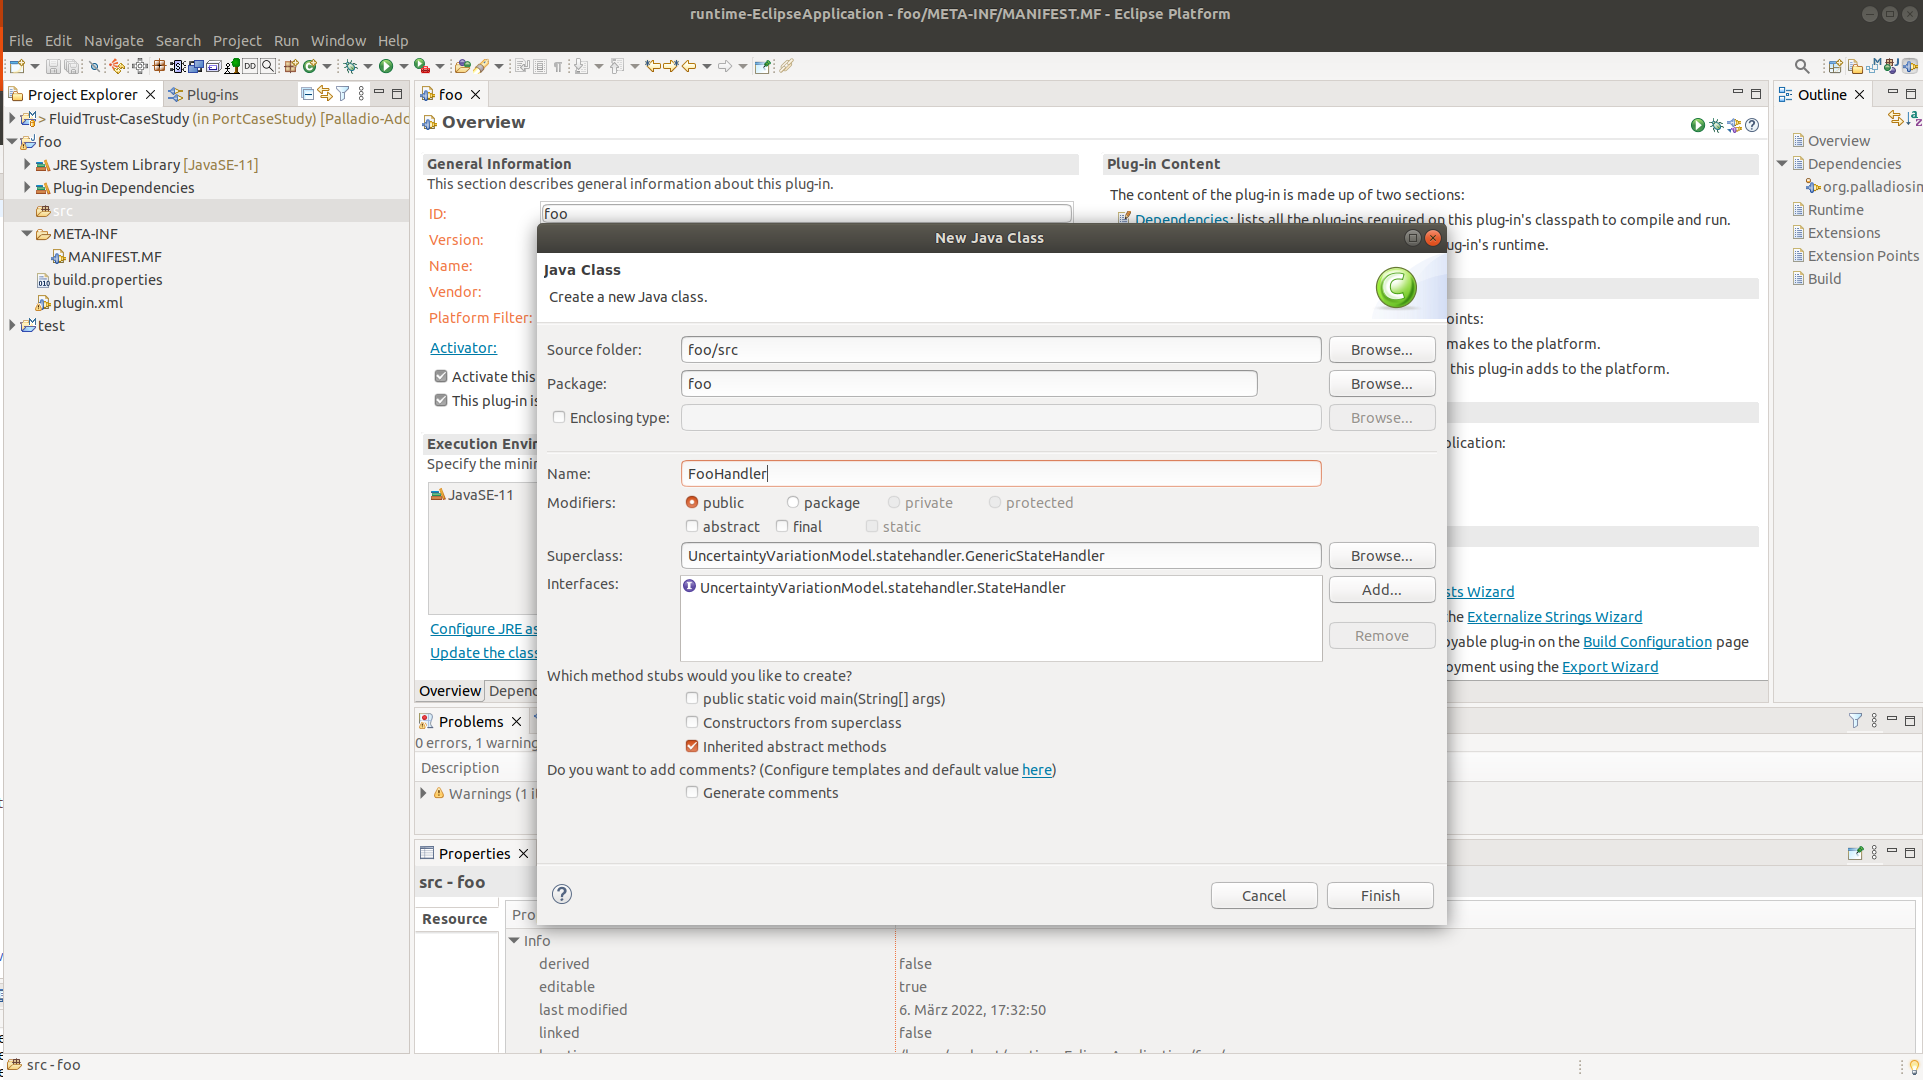 runtime-EclipseApplication - foo/META-INF/MANIFEST.MF - Eclipse Platform
File Edit Navigate Search Project Run Window Help
Project Explorer
Plug-ins
> FluidTrust-CaseStudy (in PortCaseStudy) [Palladio-Add
foo
JRE System Library [JavaSE-11]
Plug-in Dependencies
src
META-INF
MANIFEST.MF
build.properties
plugin.xml
test
foo
Overview
General Information
This section describes general information about this plug-in.
ID:
foo
Version:
Name:
Vendor:
Platform Filter:
Activator:
Activate this
This plug-in is
Execution Envir
Specify the minin
JavaSE-11
Configure JRE as
Update the class
Overview
Depend
Plug-in Content
The content of the plug-in is made up of two sections:
Dependencies: lists all the plug-ins required on this plug-in's classpath to compile and run.
ug-in's runtime.
oints:
makes to the platform.
this plug-in adds to the platform.
plication:
sts Wizard
he Externalize Strings Wizard
oyable plug-in on the Build Configuration page
oyment using the Export Wizard
New Java Class
Java Class
Create a new Java class.
Source folder:
foo/src
Browse...
Package:
foo
Browse...
Enclosing type:
Browse...
Name:
FooHandler
Modifiers:
public package private protected
abstract final static
Superclass:
UncertaintyVariationModel.statehandler.GenericStateHandler
Browse...
Interfaces:
UncertaintyVariationModel.statehandler.StateHandler
Add...
Remove
Which method stubs would you like to create?
public static void main(String[] args)
Constructors from superclass
Inherited abstract methods
Do you want to add comments? (Configure templates and default value here)
Generate comments
Cancel
Finish
Outline
Overview
Dependencies
org.palladiosim
Runtime
Extensions
Extension Points
Build
Problems
0 errors, 1 warning
Description
Warnings (1 it
Properties
src - foo
Resource
Pro
Info
derived false
editable true
last modified 6. März 2022, 17:32:50
linked false
src - foo